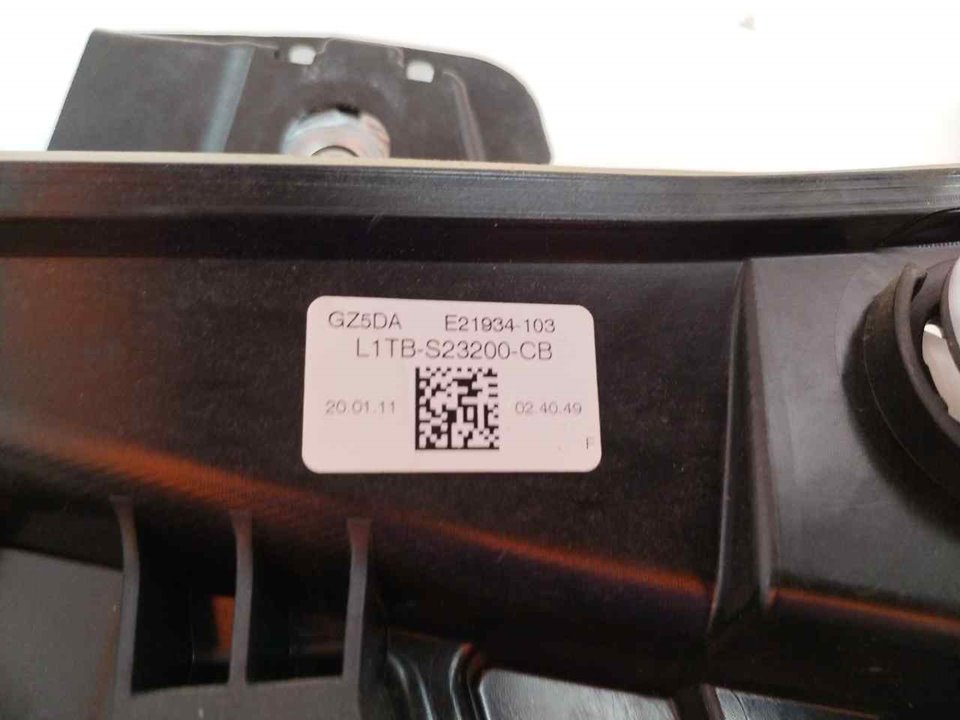 GZ5DA E21934-103
L1TB-S23200-CB
20.01.11 02.40.49
F